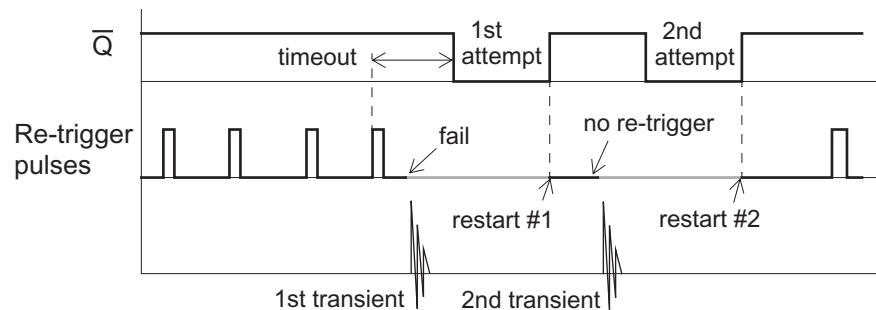 Q
timeout
1st
attempt
2nd
attempt
Re-trigger
pulses
fail
no re-trigger
restart #1
restart #2
1st transient
2nd transient